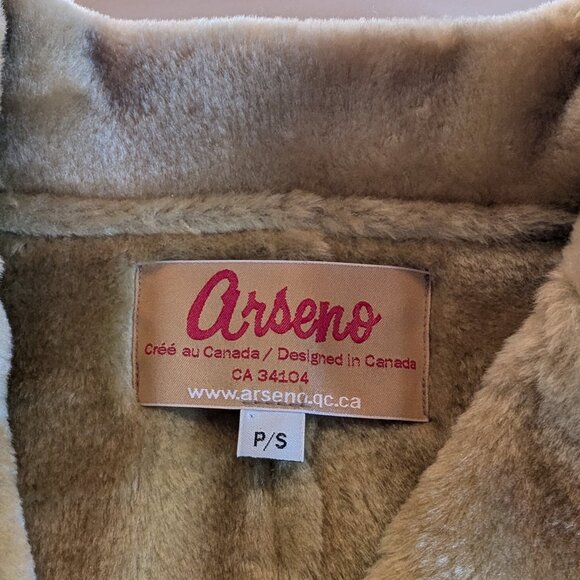 arseno
Créé au Canada / Designed in Canada
CA 34104
www.arseno.qc.ca
P/S